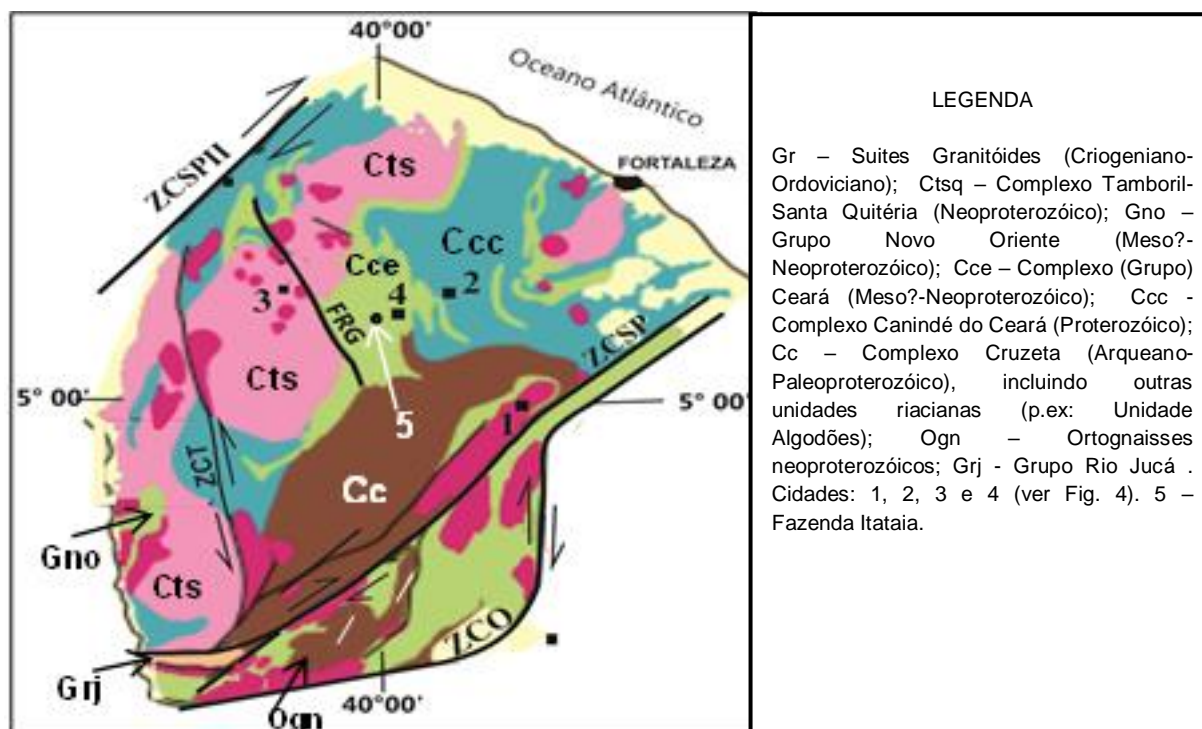 40°00'
Oceano Atlântico
ZCSPII
FORTALEZA
Cts
Ccc
Cce
2
3
4
FRG
ZCSP
Cts
5° 00'
5° 00'
1
5
ZCT
Cc
Gno
Cts
ZCO
Grj
Ogn
40°00'
LEGENDA
Gr – Suites Granitóides (Criogeniano-
Ordoviciano); Ctsq – Complexo Tamboril-
Santa Quitéria (Neoproterozóico); Gno –
Grupo Novo Oriente (Meso?-
Neoproterozóico); Cce – Complexo (Grupo)
Ceará (Meso?-Neoproterozóico); Ccc -
Complexo Canindé do Ceará (Proterozóico);
Cc – Complexo Cruzeta (Arqueano-
Paleoproterozóico), incluindo outras
unidades riacianas (p.ex: Unidade
Algodões); Ogn – Ortognaisses
neoproterozóicos; Grj - Grupo Rio Jucá .
Cidades: 1, 2, 3 e 4 (ver Fig. 4). 5 –
Fazenda Itataia.